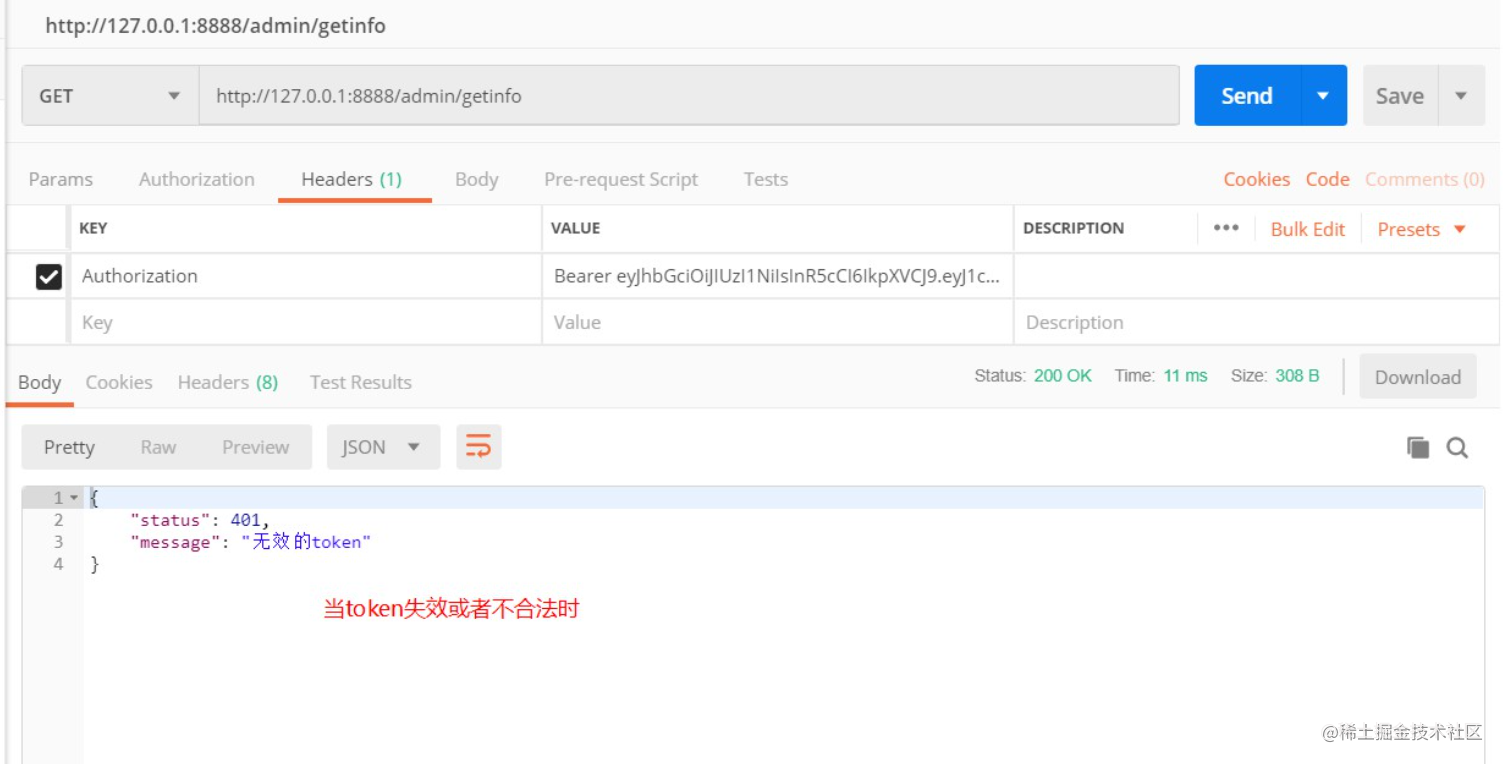 http://127.0.0.1:8888/admin/getinfo
GET http://127.0.0.1:8888/admin/getinfo Send Save
Params Authorization Headers (1) Body Pre-request Script Tests Cookies Code Comments (0)
KEY VALUE DESCRIPTION ••• Bulk Edit Presets
Authorization Bearer eyJhbGciOiJIUzI1NiIsInR5cCI6IkpXVCJ9.eyJ1c...
Key Value Description
Body Cookies Headers (8) Test Results Status: 200 OK Time: 11 ms Size: 308 B Download
Pretty Raw Preview JSON
1 {
2 "status": 401,
3 "message": "无效的token"
4 }
当token失效或者不合法时
@稀土掘金技术社区